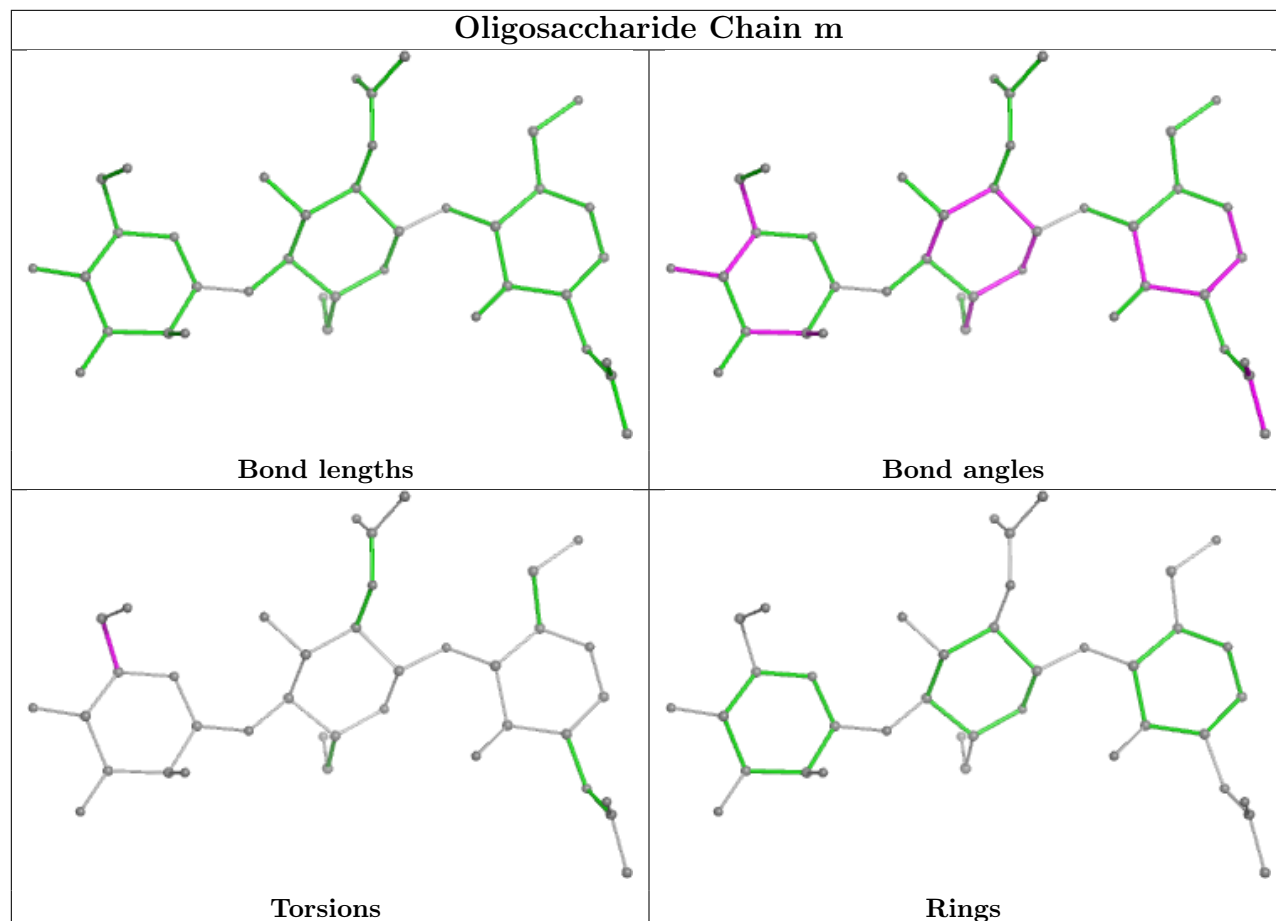 Oligosaccharide Chain m
Bond lengths
Bond angles
Torsions
Rings